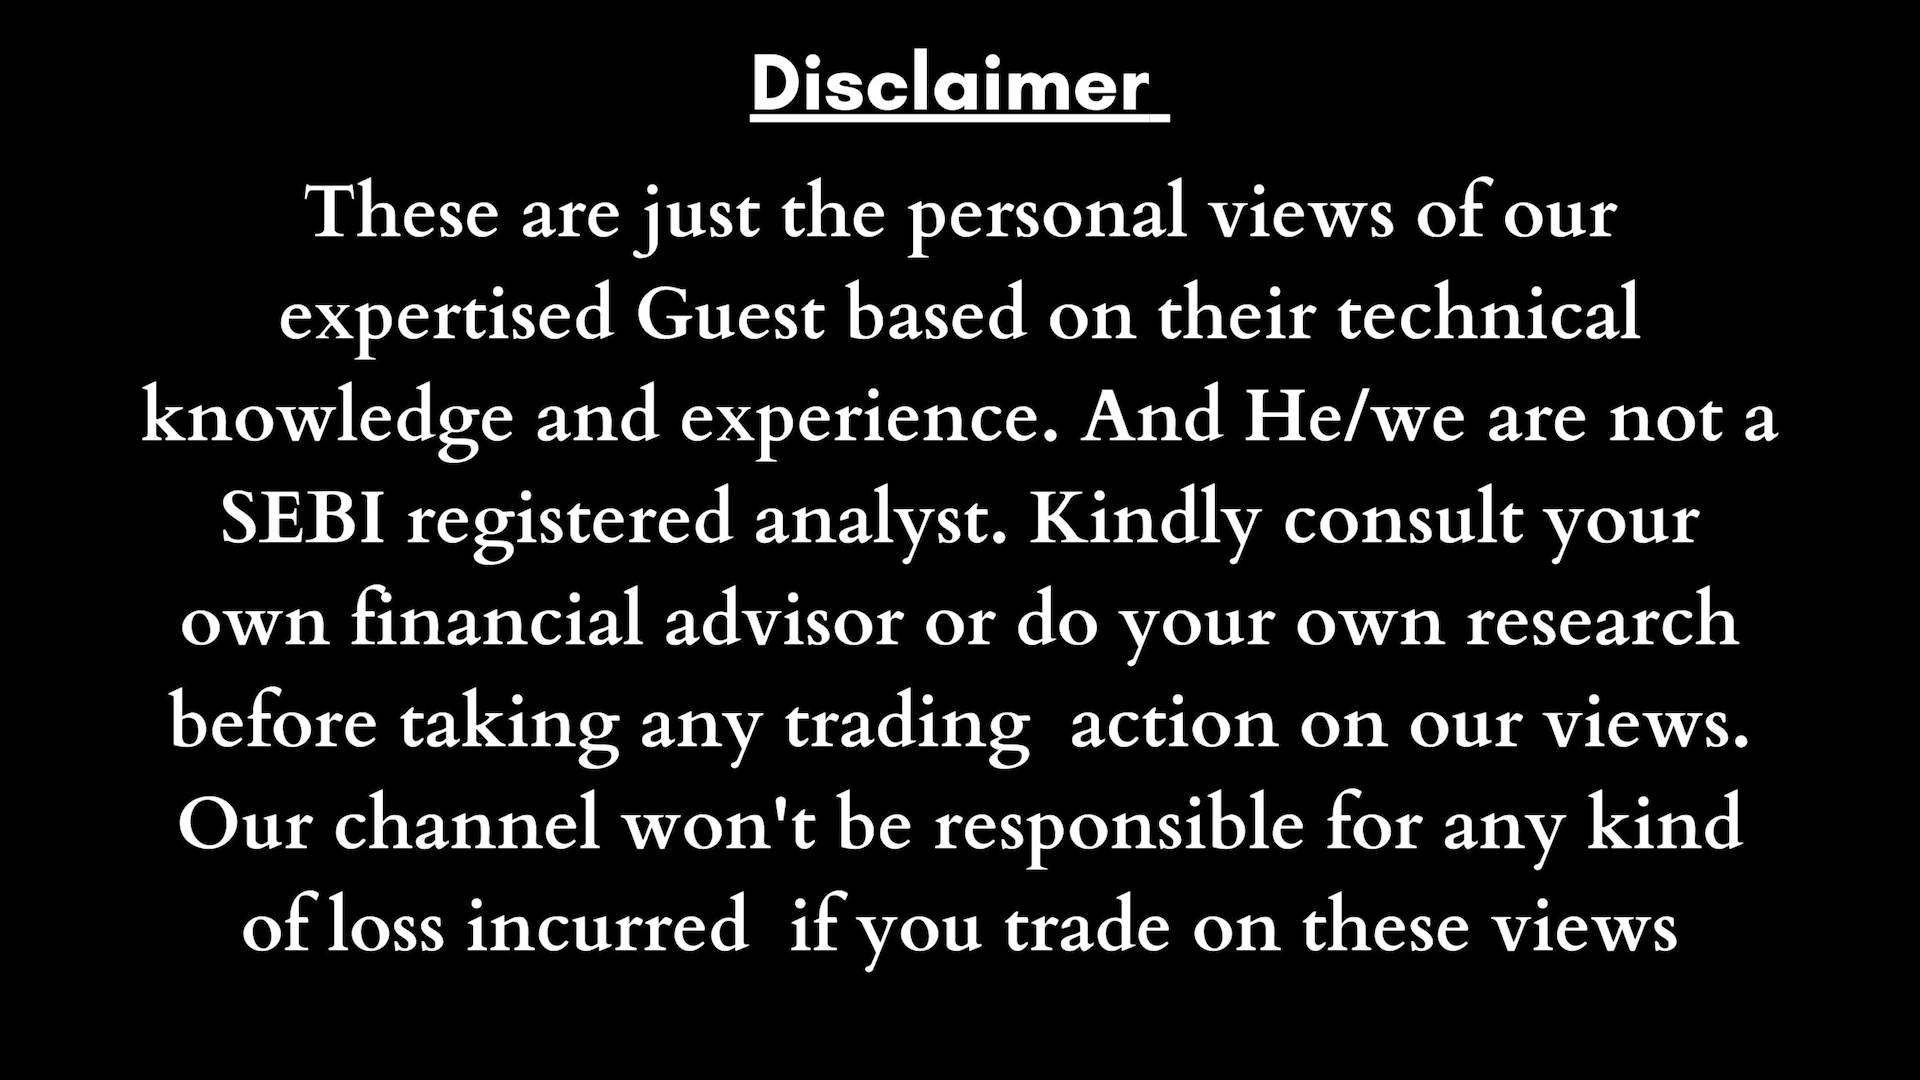 Disclaimer
These are just the personal views of our
expertised Guest based on their technical
knowledge and experience. And He/we are not a
SEBI registered analyst. Kindly consult your
own financial advisor or do your own research
before taking any trading  action on our views.
Our channel won't be responsible for any kind
of loss incurred  if you trade on these views